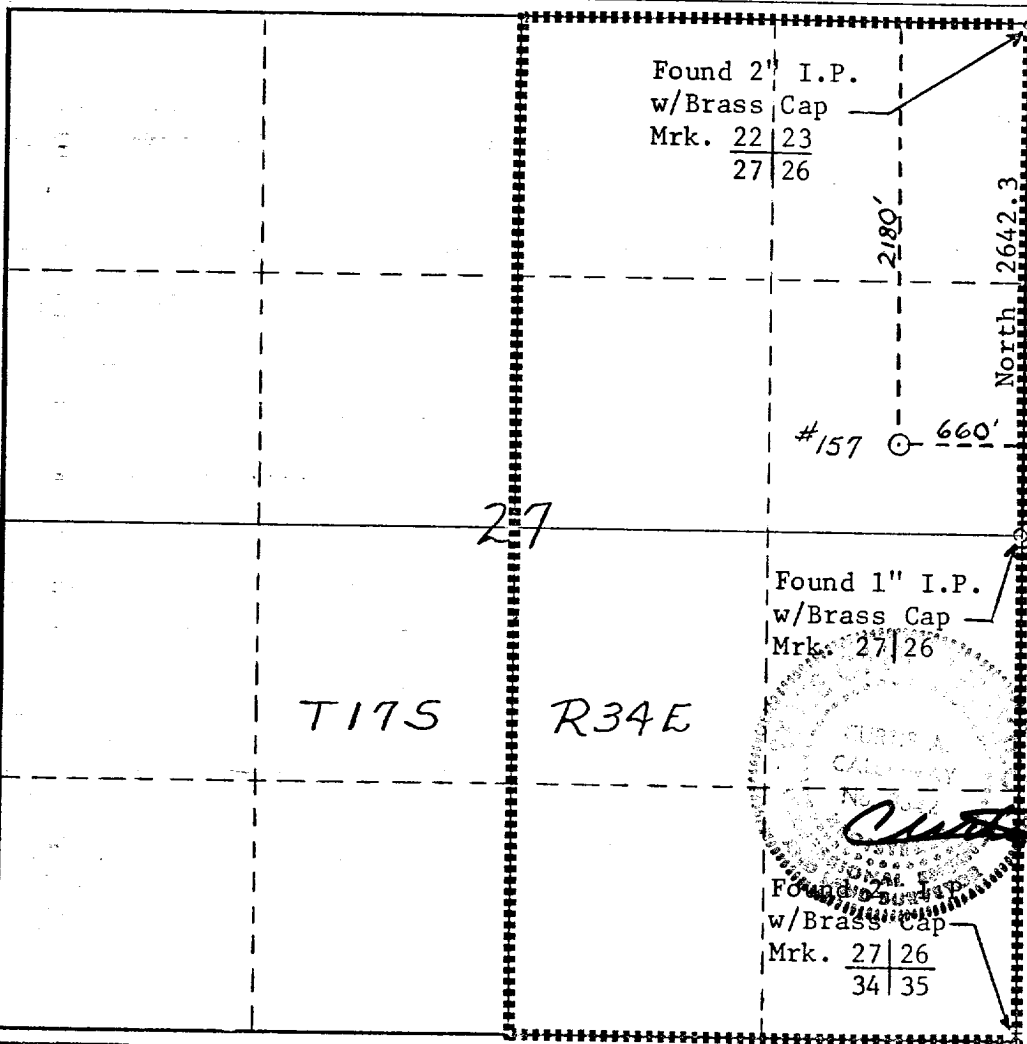 Found 2" I.P.
w/Brass Cap
Mrk. 22 23
27 26
2180'
North 2642.3
#157
660'
27
Found 1" I.P.
w/Brass Cap
Mrk. 27 26
T17S R34E
Found 2" I.P.
w/Brass Cap
Mrk. 27 26
34 35